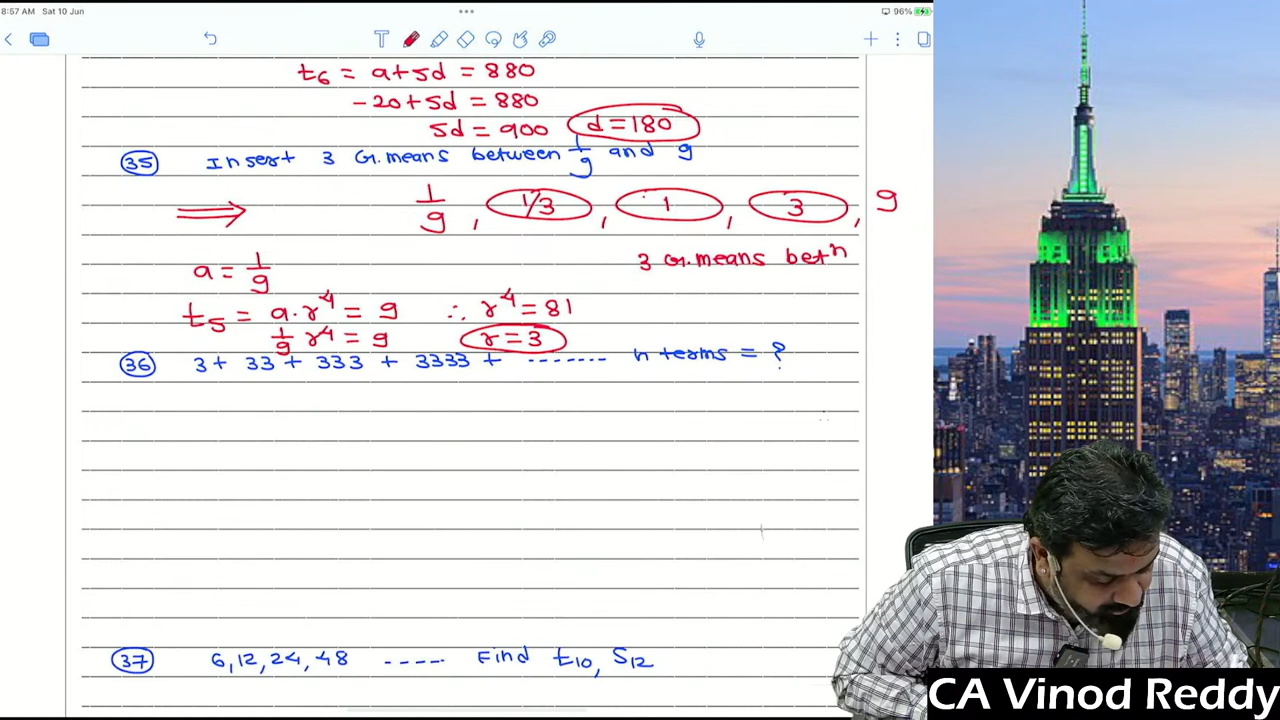 8:57 AM Sat 10 Jun
96%
t6 = a+5d = 880
-20+5d = 880
5d = 900 d=180
35 Insert 3 G.means between 1/9 and 9
⇒ 1/9, 1/3, 1, 3, 9
3 G.means betn
a = 1/9
t5 = a.r^4 = 9 ∴ r^4 = 81
1/9 r^4 = 9 r=3
36 3+ 33+ 333 + 3333 + -------- n terms = ?
37 6,12,24,48 ----- Find t10, S12
CA Vinod Reddy